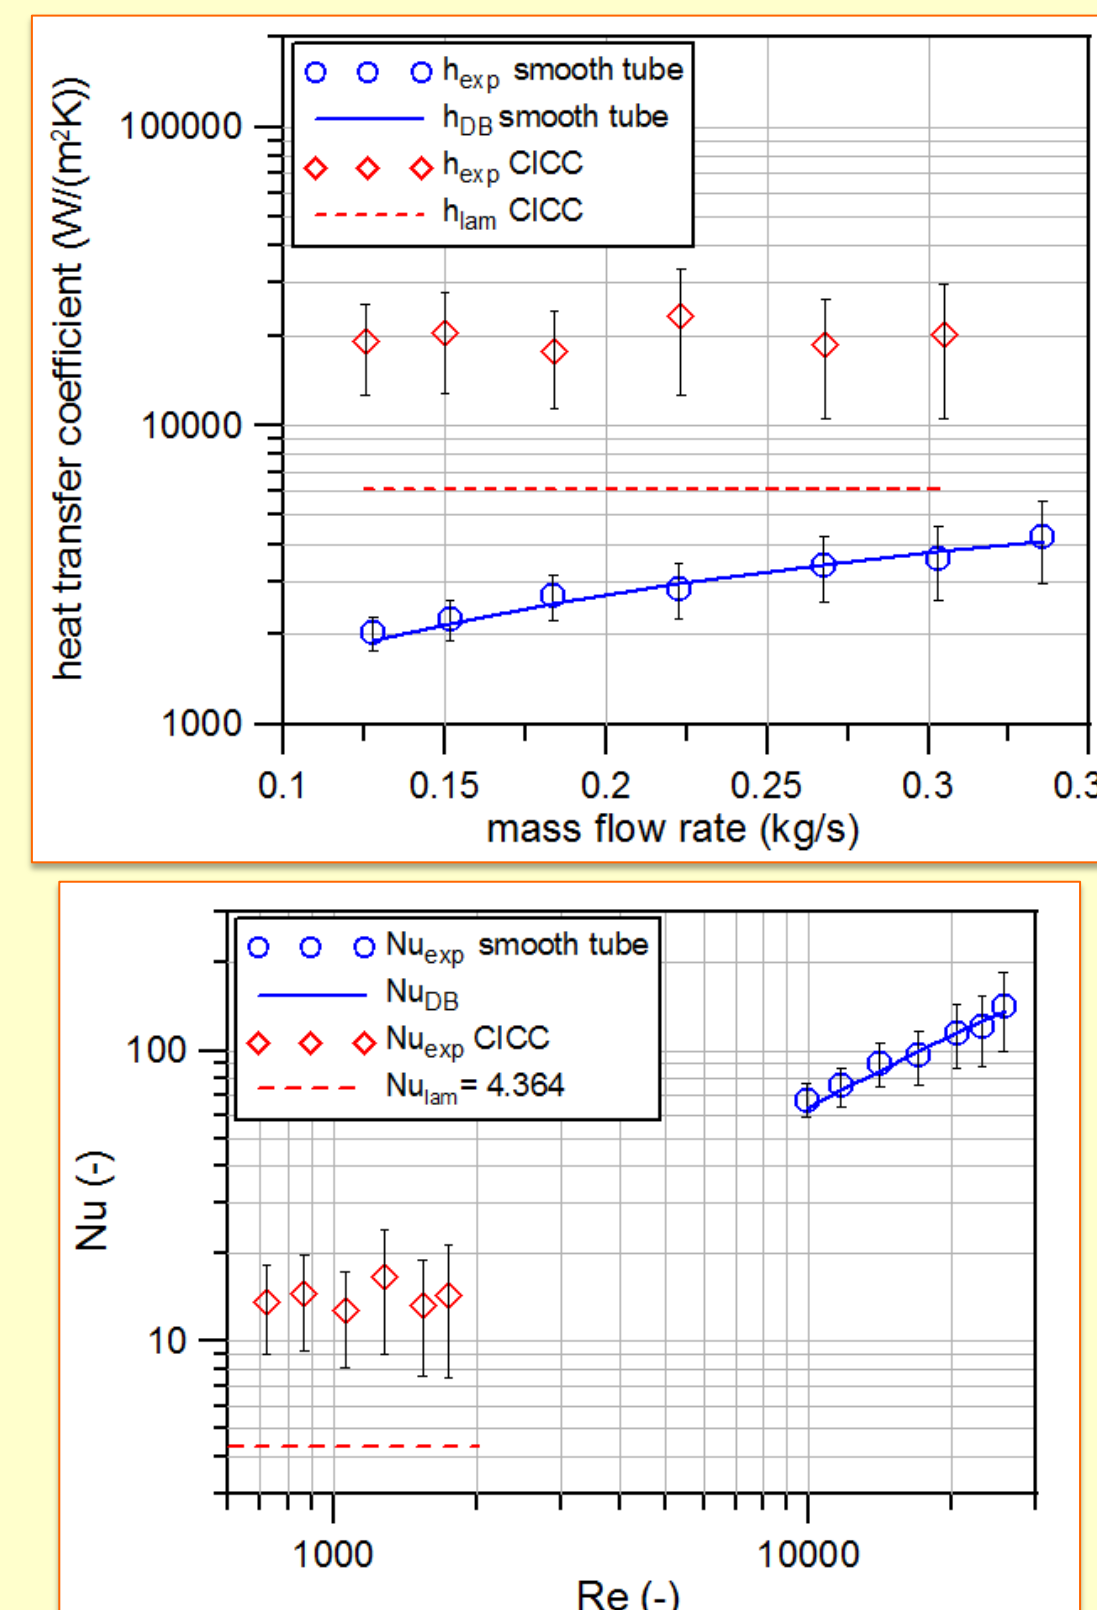 h_exp smooth tube
h_DB smooth tube
h_exp CICC
h_lam CICC
heat transfer coefficient (W/(m²K))
100000
10000
1000
0.1 0.15 0.2 0.25 0.3
mass flow rate (kg/s)
Nu_exp smooth tube
Nu_DB
Nu_exp CICC
Nu_lam= 4.364
Nu (-)
100
10
1000 10000
Re (-)